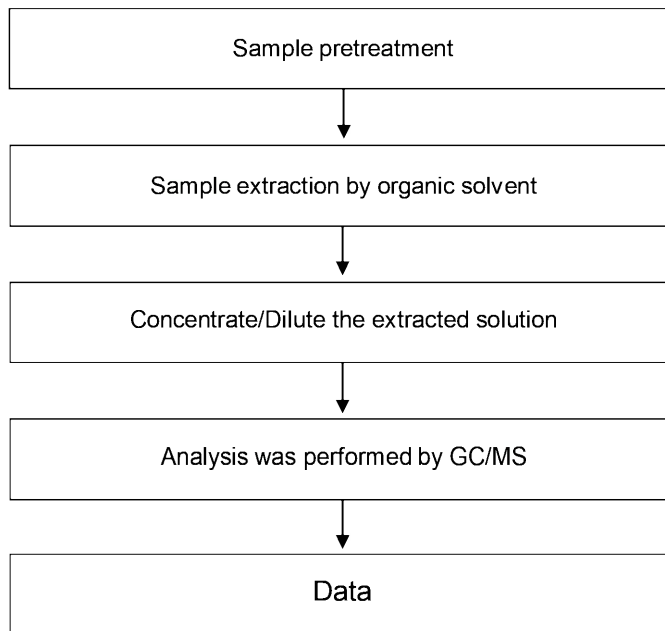 Sample pretreatment
Sample extraction by organic solvent
Concentrate/Dilute the extracted solution
Analysis was performed by GC/MS
Data